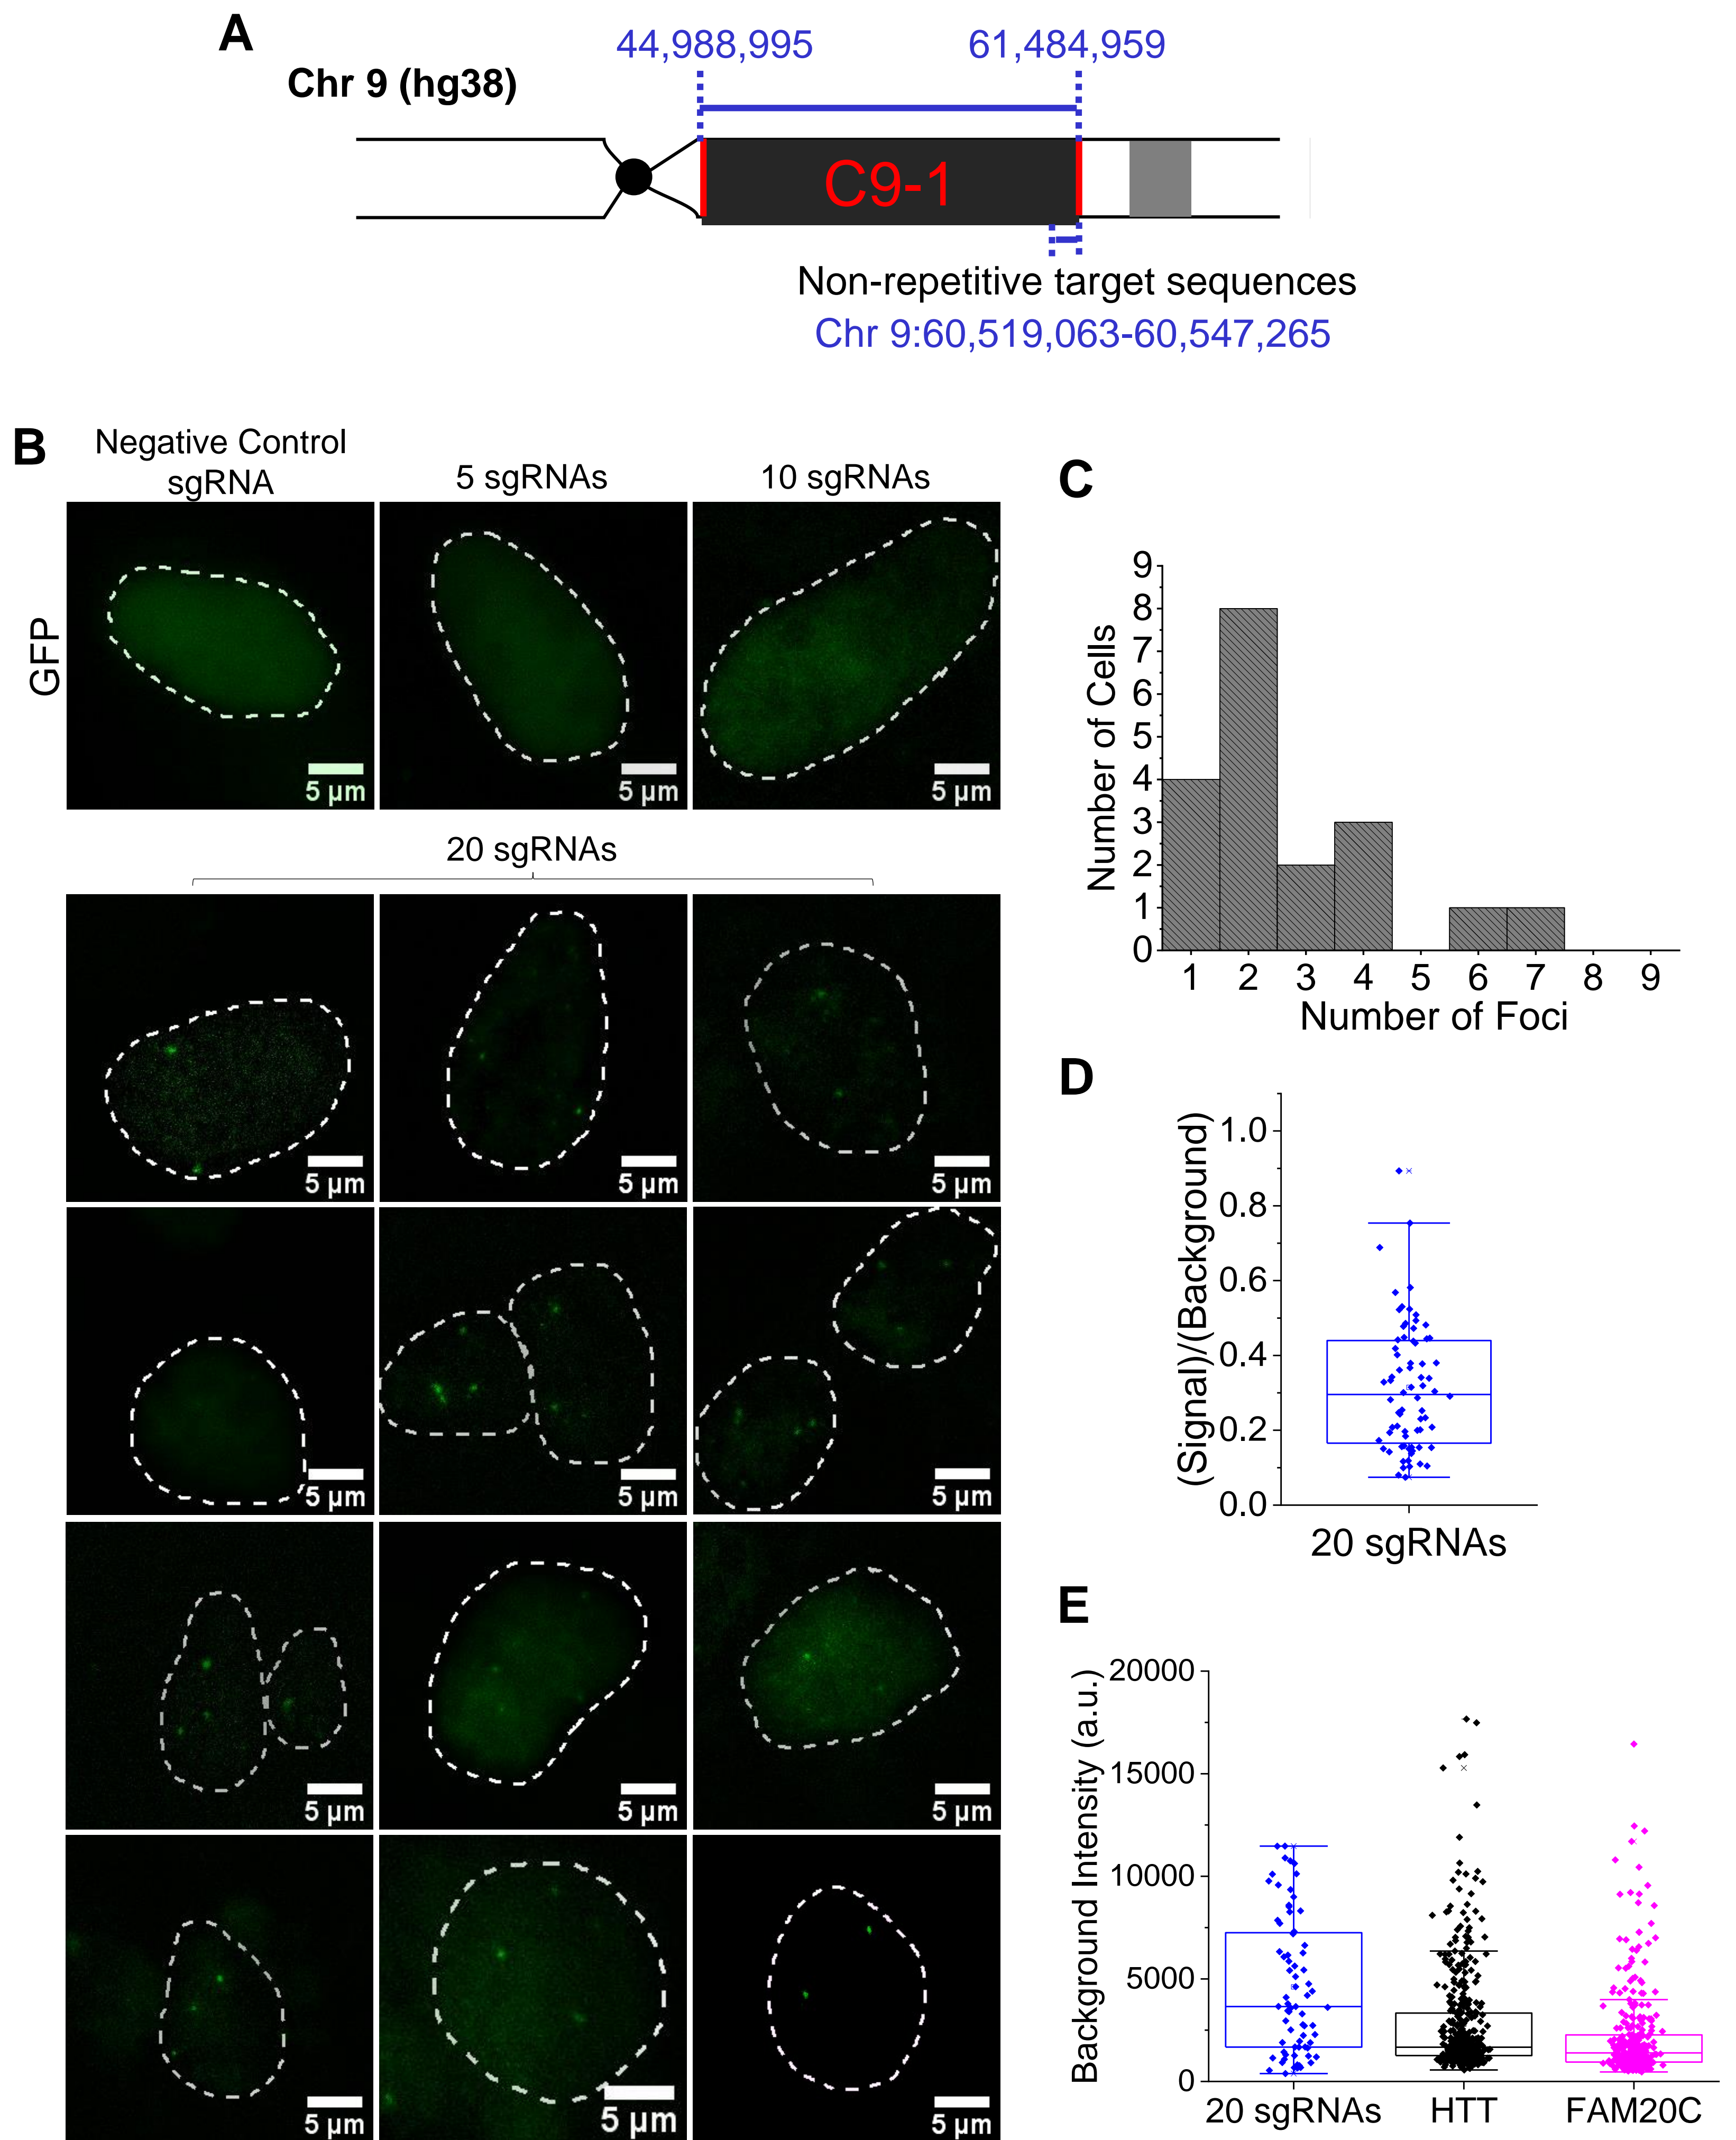 A
44,988,995 61,484,959
Chr 9 (hg38)
C9-1
Non-repetitive target sequences
Chr 9:60,519,063-60,547,265
B
Negative Control
sgRNA
5 sgRNAs
10 sgRNAs
GFP
5 µm
5 µm
5 µm
20 sgRNAs
5 µm
5 µm
5 µm
5 µm
5 µm
5 µm
5 µm
5 µm
5 µm
5 µm
5 µm
5 µm
C
Number of Cells
9
8
7
6
5
4
3
2
1
0
1 2 3 4 5 6 7 8 9
Number of Foci
D
(Signal)/(Background)
1.0
0.8
0.6
0.4
0.2
0.0
20 sgRNAs
E
Background Intensity (a.u.)
20000
15000
10000
5000
0
20 sgRNAs HTT FAM20C